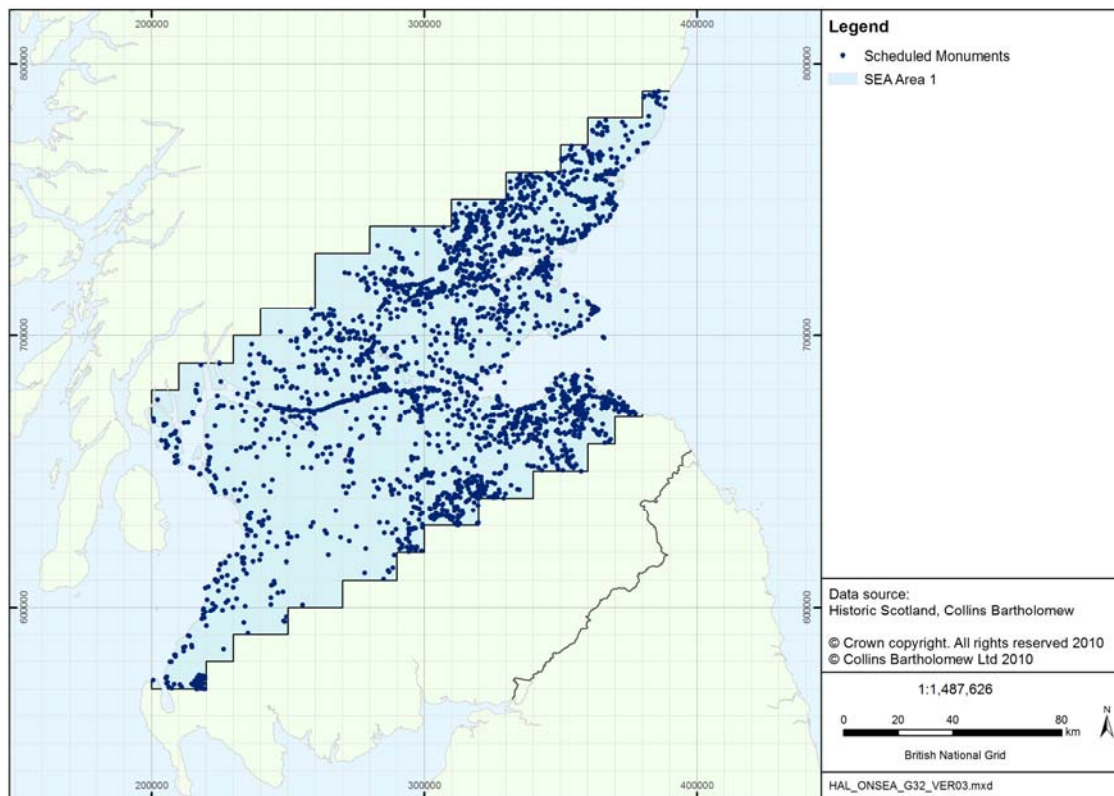 200000
300000
400000
800000
800000
700000
700000
600000
600000
200000
300000
400000
Legend
Scheduled Monuments
SEA Area 1
Data source:
Historic Scotland, Collins Bartholomew
© Crown copyright. All rights reserved 2010
© Collins Bartholomew Ltd 2010
1:1,487,626
N
0 20 40 80
km
British National Grid
HAL_ONSEA_G32_VER03.mxd